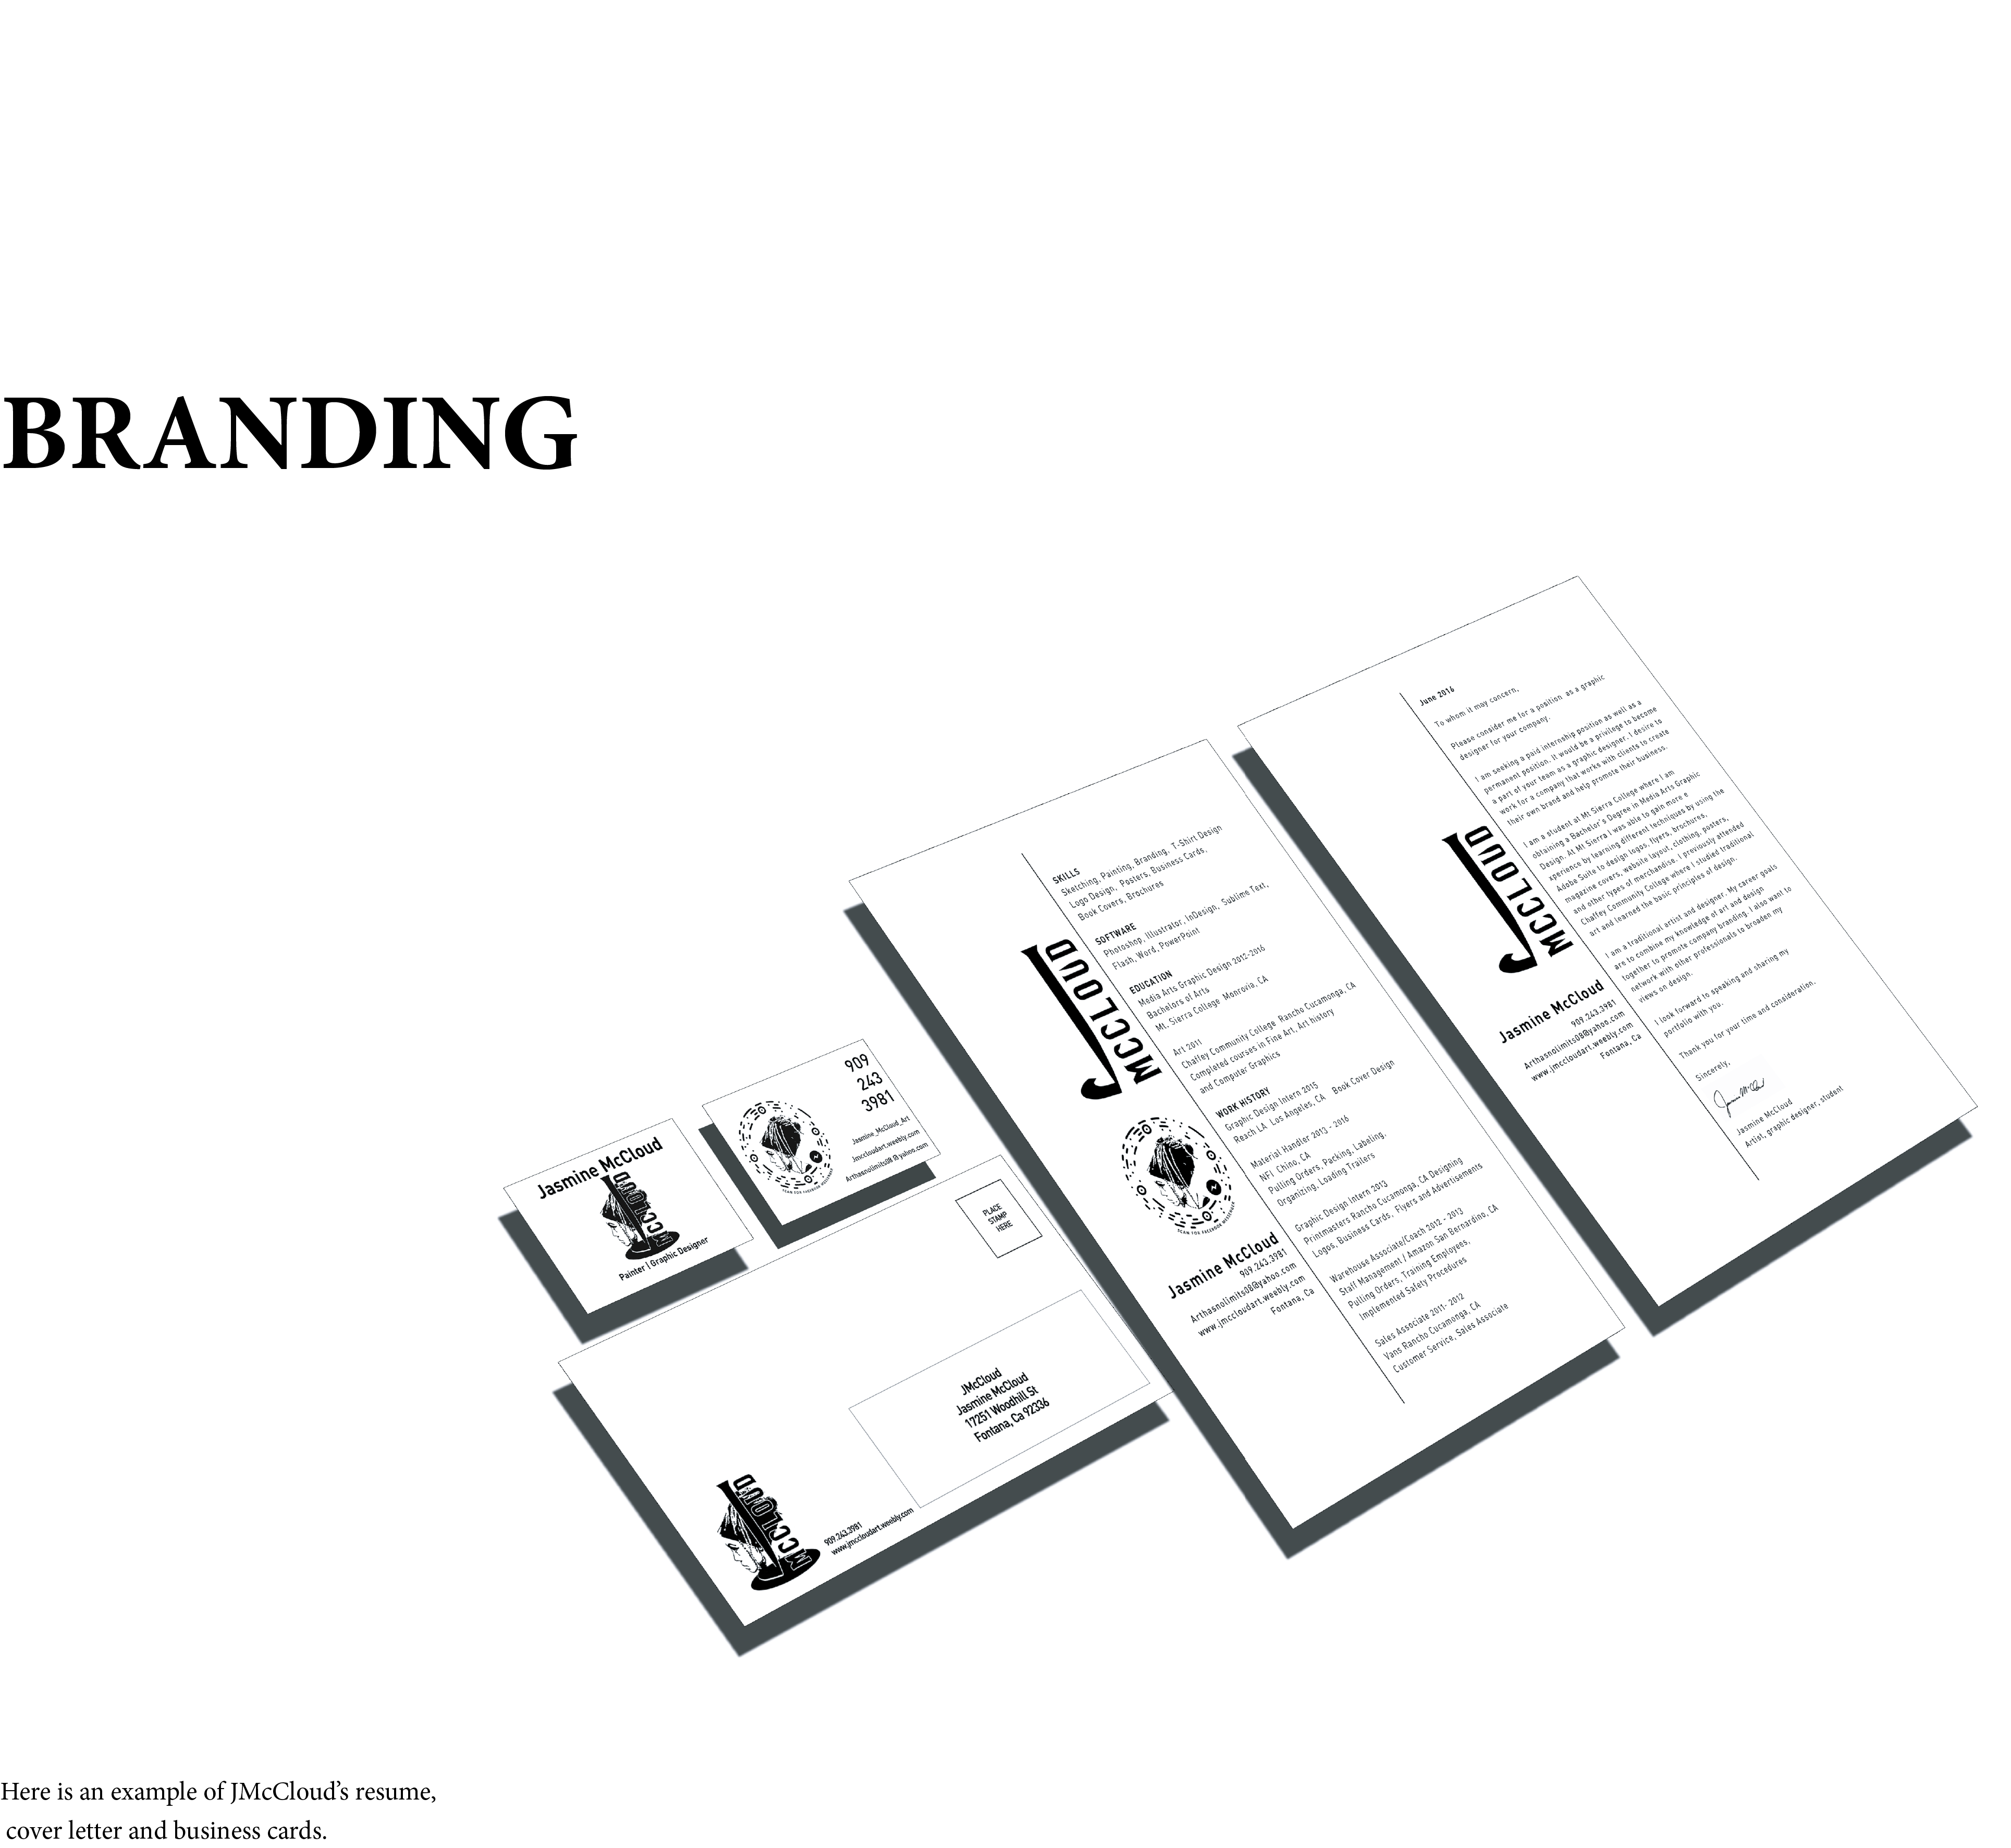 BRANDING
Jasmine McCloud
MCCLOUD
Painter | Graphic Designer
909
243
3981
Jasmine_McCloud_Art
jmccloudart.weebly.com
Arthasnolimits08@yahoo.com
SCAN FOR FACEBOOK MESSENGER
PLACE
STAMP
HERE
JMcCloud
Jasmine McCloud
17251 Woodhill St
Fontana, Ca 92336
J MCCLOUD
909.243.3981
www.jmccloudart.weebly.com
SKILLS
Sketching, Painting, Branding, T-Shirt Design
Logo Design, Posters, Business Cards,
Book Covers, Brochures
SOFTWARE
Photoshop, Illustrator, InDesign, Sublime Text,
Flash, Word, PowerPoint
EDUCATION
Media Arts Graphic Design 2012-2016
Bachelors of Arts
Mt. Sierra College Monrovia, CA
Art 2011
Chaffey Community College Rancho Cucamonga, CA
Completed courses in Fine Art, Art history
and Computer Graphics
WORK HISTORY
Graphic Design Intern 2015
Reach LA Los Angeles, CA Book Cover Design
Material Handler 2013 - 2016
NFI Chino, CA
Pulling Orders, Packing, Labeling,
Organizing, Loading Trailers
Graphic Design Intern 2013
Printmasters Rancho Cucamonga, CA Designing
Logos, Business Cards, Flyers and Advertisements
Warehouse Associate/Coach 2012 - 2013
Staff Management / Amazon San Bernardino, CA
Pulling Orders, Training Employees,
Implemented Safety Procedures
Sales Associate 2011- 2012
Vans Rancho Cucamonga, CA
Customer Service, Sales Associate
J MCCLOUD
SCAN FOR FACEBOOK MESSENGER
Jasmine McCloud
909.243.3981
Arthasnolimits08@yahoo.com
www.jmccloudart.weebly.com
Fontana, Ca
June 2016
To whom it may concern,
Please consider me for a position as a graphic
designer for your company.
I am seeking a paid internship position as well as a
permanent position. It would be a privilege to become
a part of your team as a graphic designer. I desire to
work for a company that works with clients to create
their own brand and help promote their business.
I am a student at Mt Sierra College where I am
obtaining a Bachelor's Degree in Media Arts Graphic
Design. At Mt Sierra I was able to gain more e
xperience by learning different techniques by using the
Adobe Suite to design logos, flyers, brochures,
magazine covers, website layout, clothing, posters,
and other types of merchandise. I previously attended
Chaffey Community College where I studied traditional
art and learned the basic principles of design.
I am a traditional artist and designer. My career goals
are to combine my knowledge of art and design
together to promote company branding. I also want to
network with other professionals to broaden my
views on design.
I look forward to speaking and sharing my
portfolio with you.
Thank you for your time and consideration.
Sincerely,
Jasmine McCloud
Artist, graphic designer, student
J MCCLOUD
Jasmine McCloud
909.243.3981
Arthasnolimits08@yahoo.com
www.jmccloudart.weebly.com
Fontana, Ca
Here is an example of JMcCloud's resume,
cover letter and business cards.